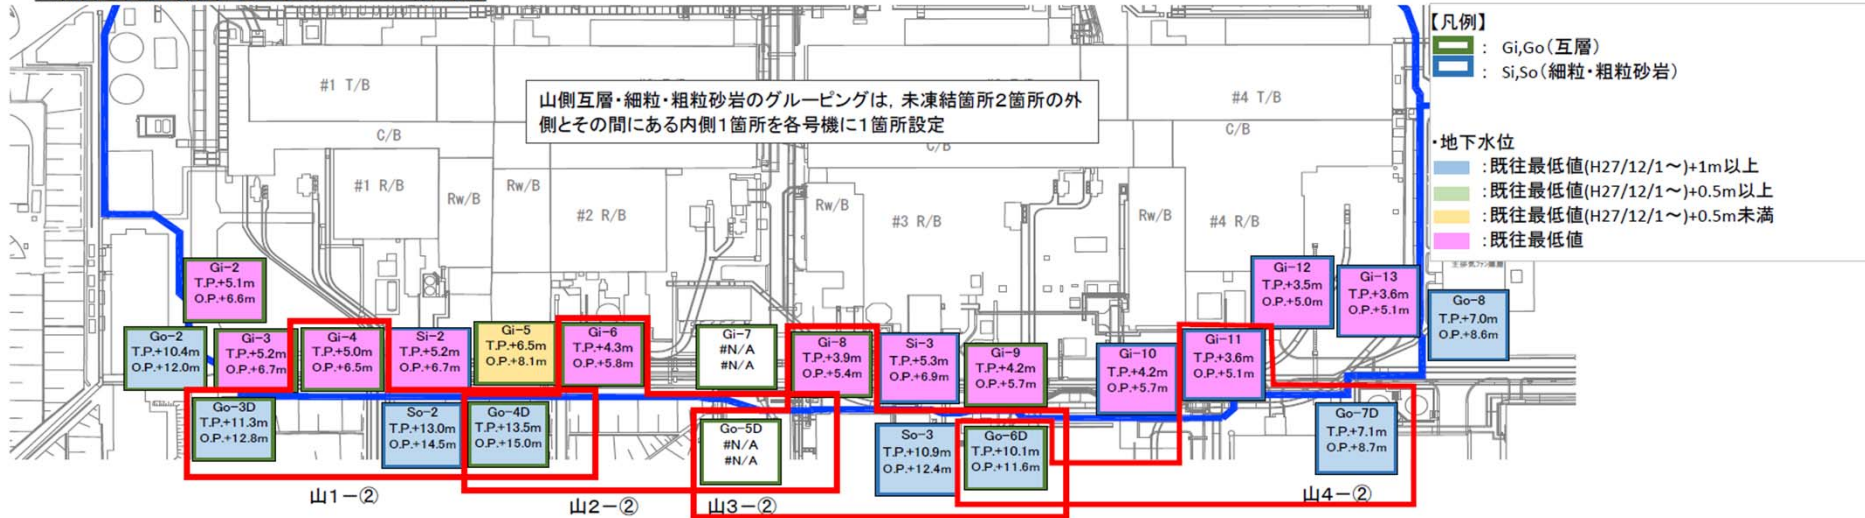 #1 T/B
#4 T/B
山側互層・細粒・粗粒砂岩のグルーピングは，未凍結箇所2箇所の外
側とその間にある内側1箇所を各号機に1箇所設定
C/B
C/B
C/B
#1 R/B
Rw/B
Rw/B
#2 R/B
Rw/B
#3 R/B
Rw/B
#4 R/B
【凡例】
： Gi,Go（互層）
： Si,So（細粒・粗粒砂岩）
・地下水位
：既往最低値(H27/12/1～)+1m以上
：既往最低値(H27/12/1～)+0.5m以上
：既往最低値(H27/12/1～)+0.5m未満
：既往最低値
Gi-2
T.P.+5.1m
O.P.+6.6m
Gi-12
T.P.+3.5m
O.P.+5.0m
Gi-13
T.P.+3.6m
O.P.+5.1m
Go-8
T.P.+7.0m
O.P.+8.6m
Go-2
T.P.+10.4m
O.P.+12.0m
Gi-3
T.P.+5.2m
O.P.+6.7m
Gi-4
T.P.+5.0m
O.P.+6.5m
Si-2
T.P.+5.2m
O.P.+6.7m
Gi-5
T.P.+6.5m
O.P.+8.1m
Gi-6
T.P.+4.3m
O.P.+5.8m
Gi-7
#N/A
#N/A
Gi-8
T.P.+3.9m
O.P.+5.4m
Si-3
T.P.+5.3m
O.P.+6.9m
Gi-9
T.P.+4.2m
O.P.+5.7m
Gi-10
T.P.+4.2m
O.P.+5.7m
Gi-11
T.P.+3.6m
O.P.+5.1m
Go-3D
T.P.+11.3m
O.P.+12.8m
So-2
T.P.+13.0m
O.P.+14.5m
Go-4D
T.P.+13.5m
O.P.+15.0m
Go-5D
#N/A
#N/A
So-3
T.P.+10.9m
O.P.+12.4m
Go-6D
T.P.+10.1m
O.P.+11.6m
Go-7D
T.P.+7.1m
O.P.+8.7m
山1-②
山2-②
山3-②
山4-②